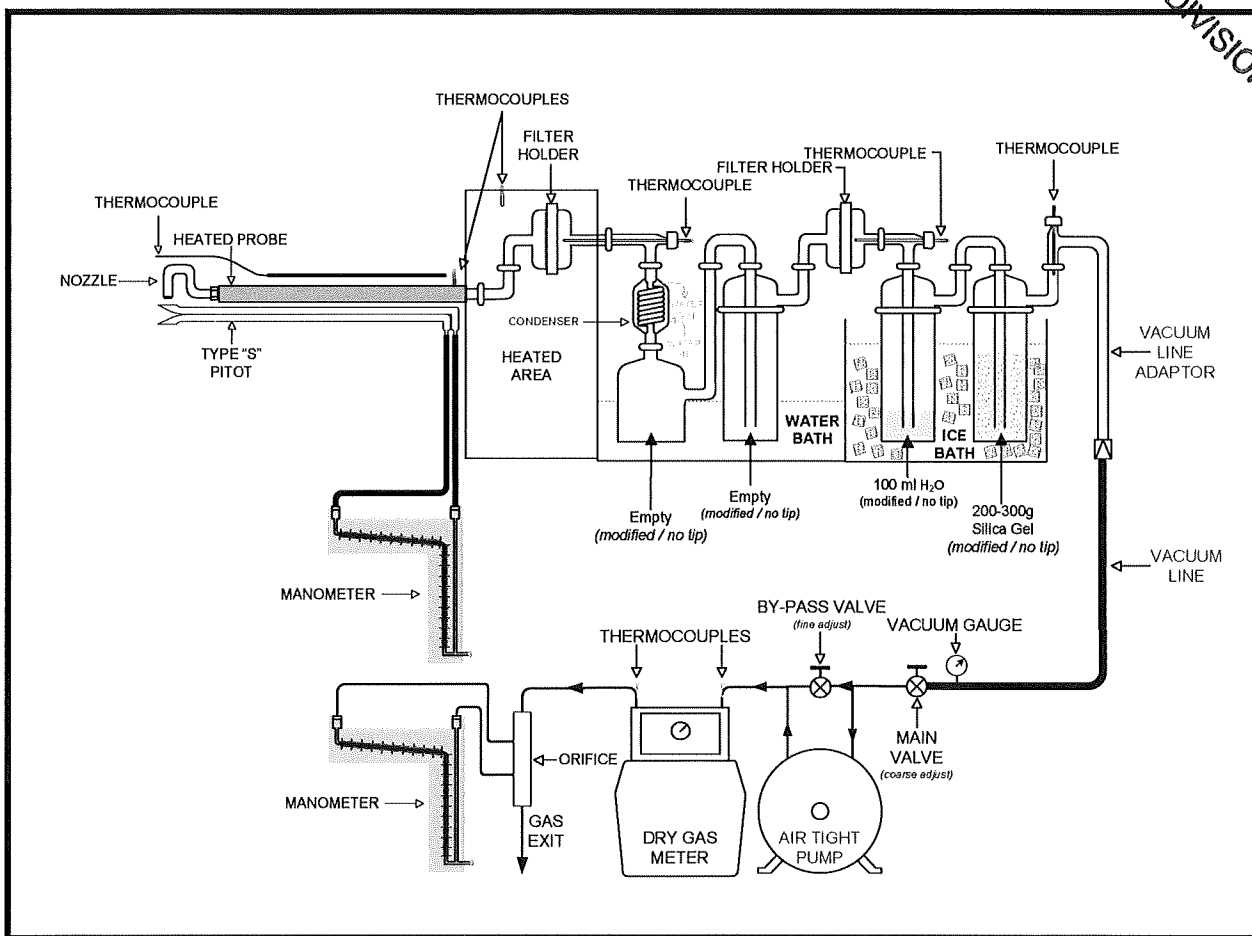 DIVISION
THERMOCOUPLES
FILTER
HOLDER
THERMOCOUPLE
FILTER HOLDER
THERMOCOUPLE
THERMOCOUPLE
THERMOCOUPLE
HEATED PROBE
NOZZLE
TYPE "S"
PITOT
CONDENSER
HEATED
AREA
WATER
BATH
ICE
BATH
VACUUM
LINE
ADAPTOR
Empty
(modified / no tip)
Empty
(modified / no tip)
100 ml H₂O
(modified / no tip)
200-300g
Silica Gel
(modified / no tip)
VACUUM
LINE
MANOMETER
THERMOCOUPLES
BY-PASS VALVE
(fine adjust)
VACUUM GAUGE
MAIN
VALVE
(coarse adjust)
ORIFICE
MANOMETER
GAS
EXIT
DRY GAS
METER
AIR TIGHT
PUMP